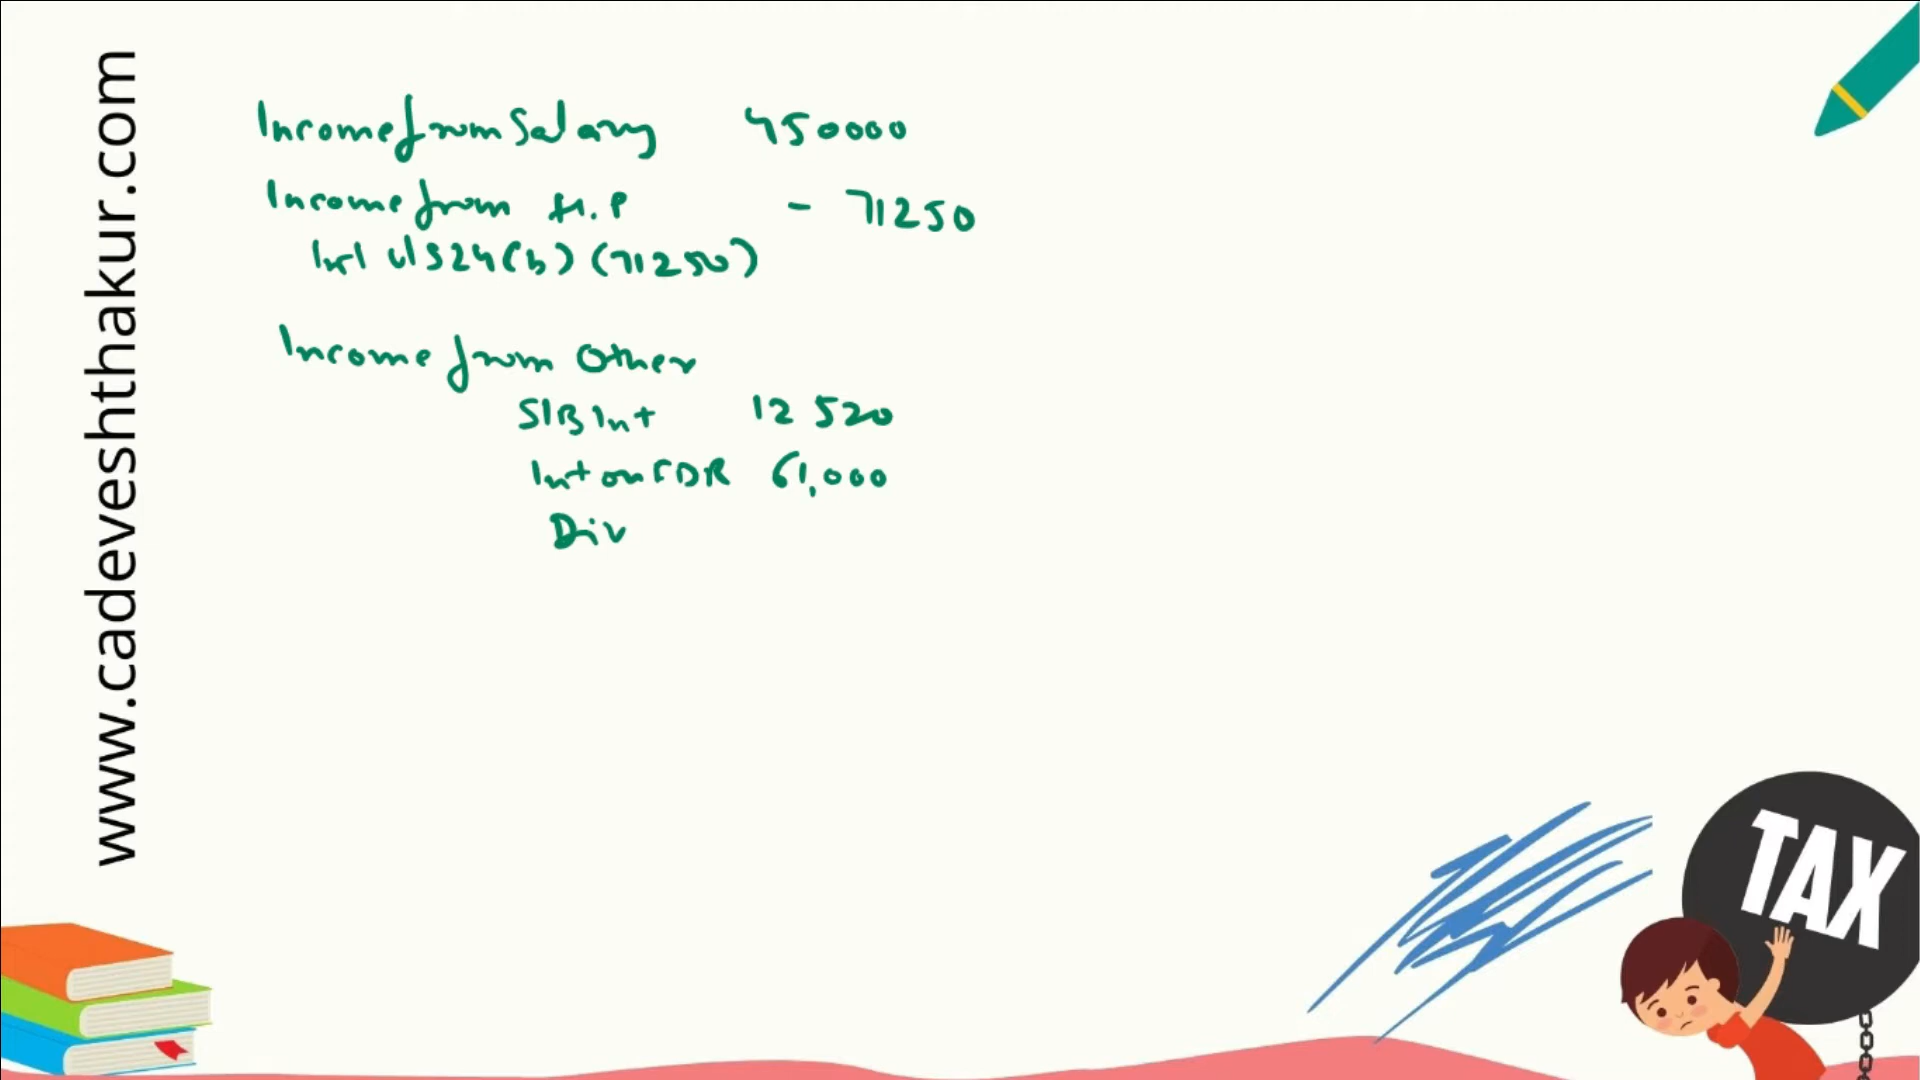 www.cadeveshthakur.com
Income from Salary 450000
Income from H.P - 71250
Int u/s 24(b) (71250)
Income from Other
S/B Int 12520
Int on FDR 61,000
Div
TAX